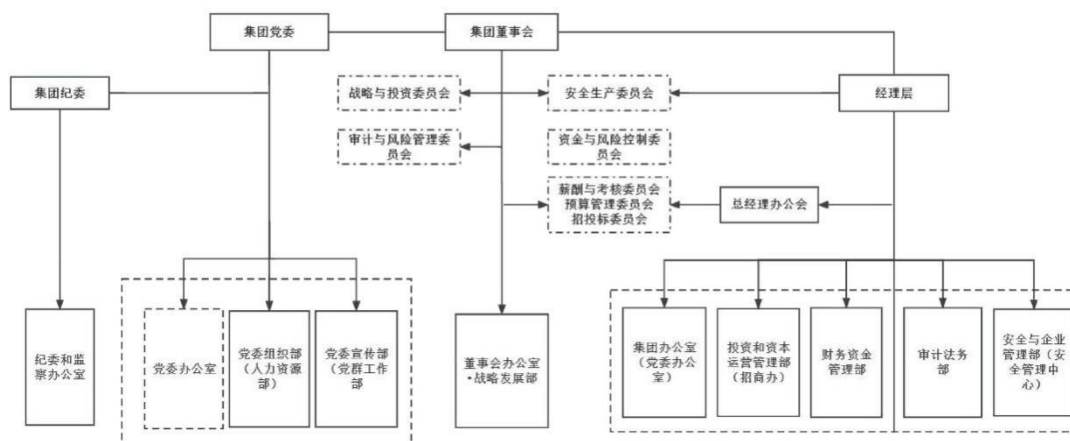 集团党委
集团董事会
集团纪委
战略与投资委员会
安全生产委员会
经理层
审计与风险管理委
员会
资金与风险控制委
员会
薪酬与考核委员会
预算管理委员会
招投标委员会
总经理办公会
纪委和监
察办公室
党委办公室
党委组织部
(人力资源
部)
党委宣传部
(党群工作
部
董事会办公室
·战略发展部
集团办公室
(党委办公
室)
投资和资本
运营管理部
(招商办)
财务资金
管理部
审计法务
部
安全与企业
管理部(安
全管理中
心)